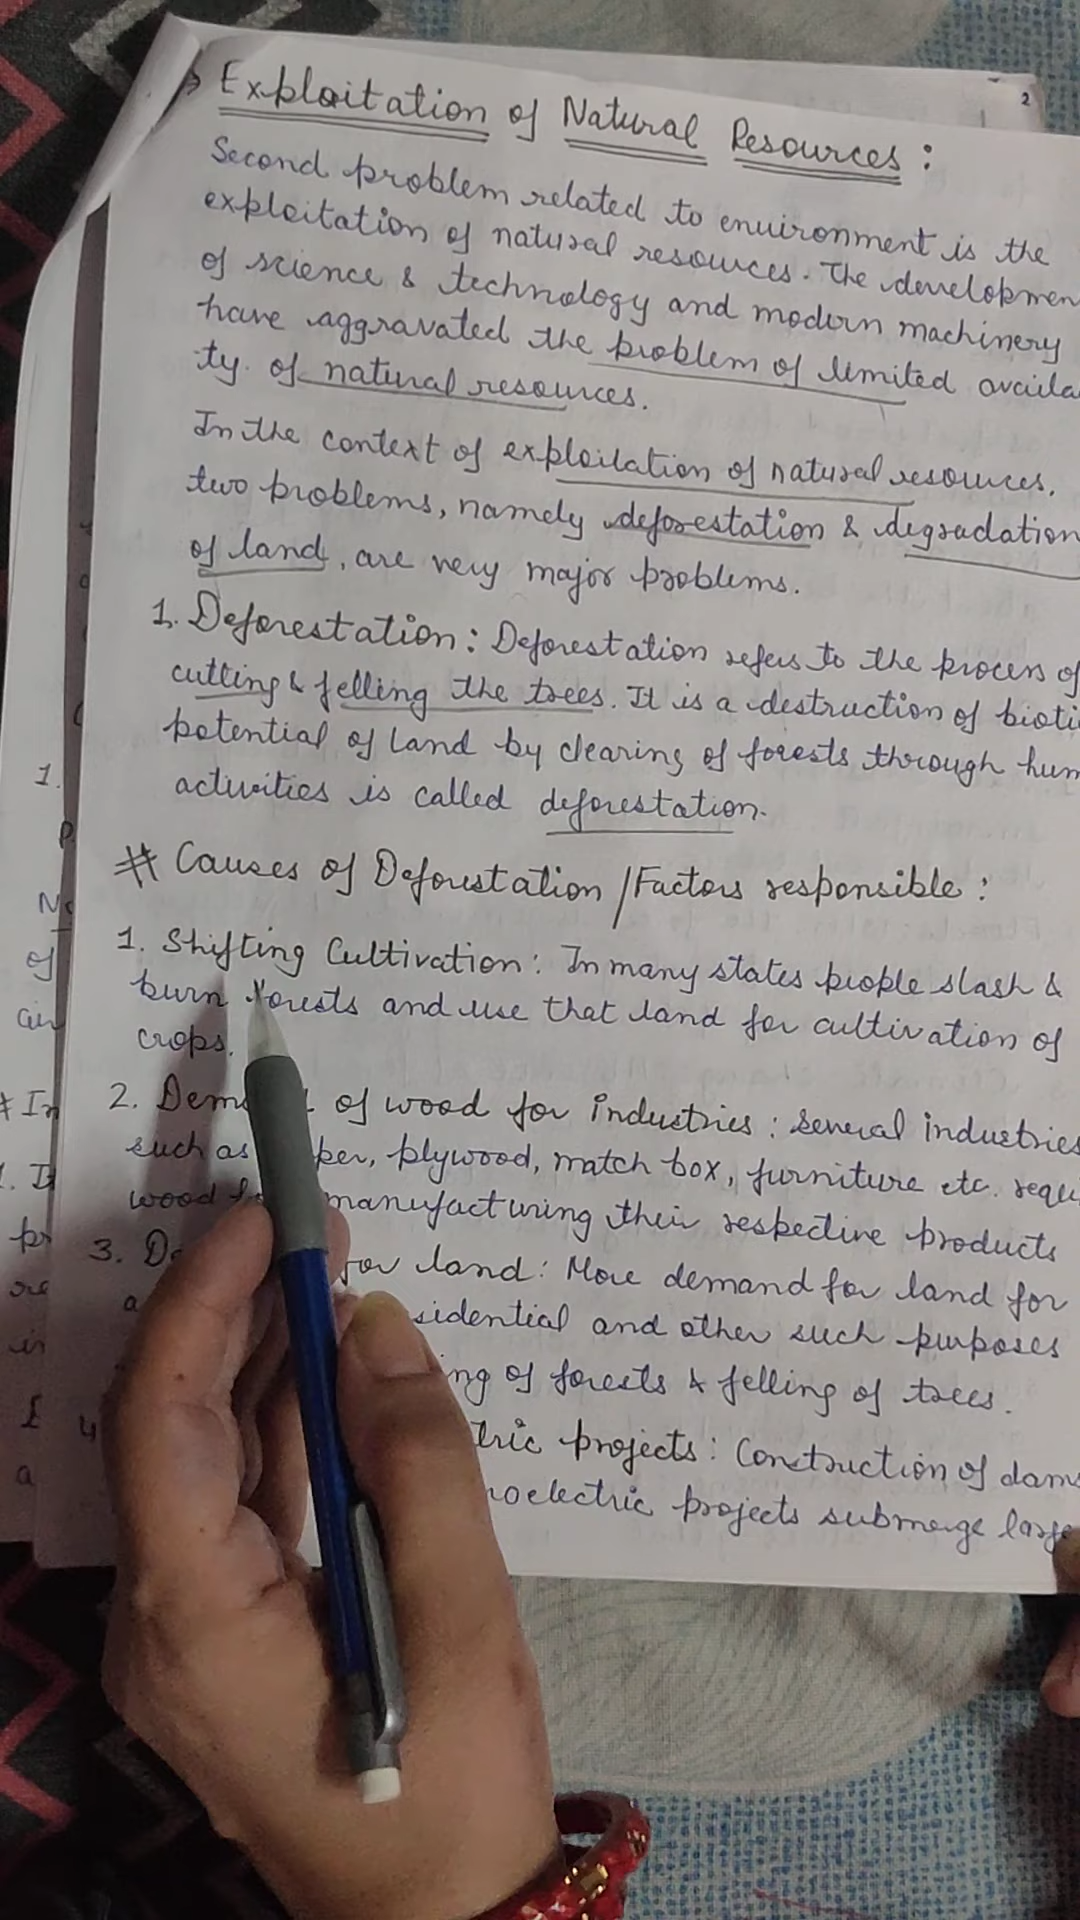 2
Exploitation of Natural Resources:
Second problem related to environment is the
exploitation of natural resources. The developmen
of science & technology and modern machinery
have aggravated the problem of limited availa
ty of natural resources.
In the context of exploitation of natural resources,
two problems, namely deforestation & degradation
of land, are very major problems.
1. Deforestation: Deforestation refers to the process of
cutting & felling the trees. It is a destruction of bioti
potential of land by clearing of forests through hum
activities is called deforestation.
# Causes of Deforestation / Factors responsible:
1. Shifting Cultivation: In many states people slash &
burn forests and use that land for cultivation of
crops.
2. Dem of wood for industries: several industries
such as per, plywood, match box, furniture etc. requ
wood manufacturing their respective products
3. De for land: More demand for land for
a sidential and other such purposes
ing of forests & felling of trees.
4 tric projects: Construction of dams
roelectric projects submerge large